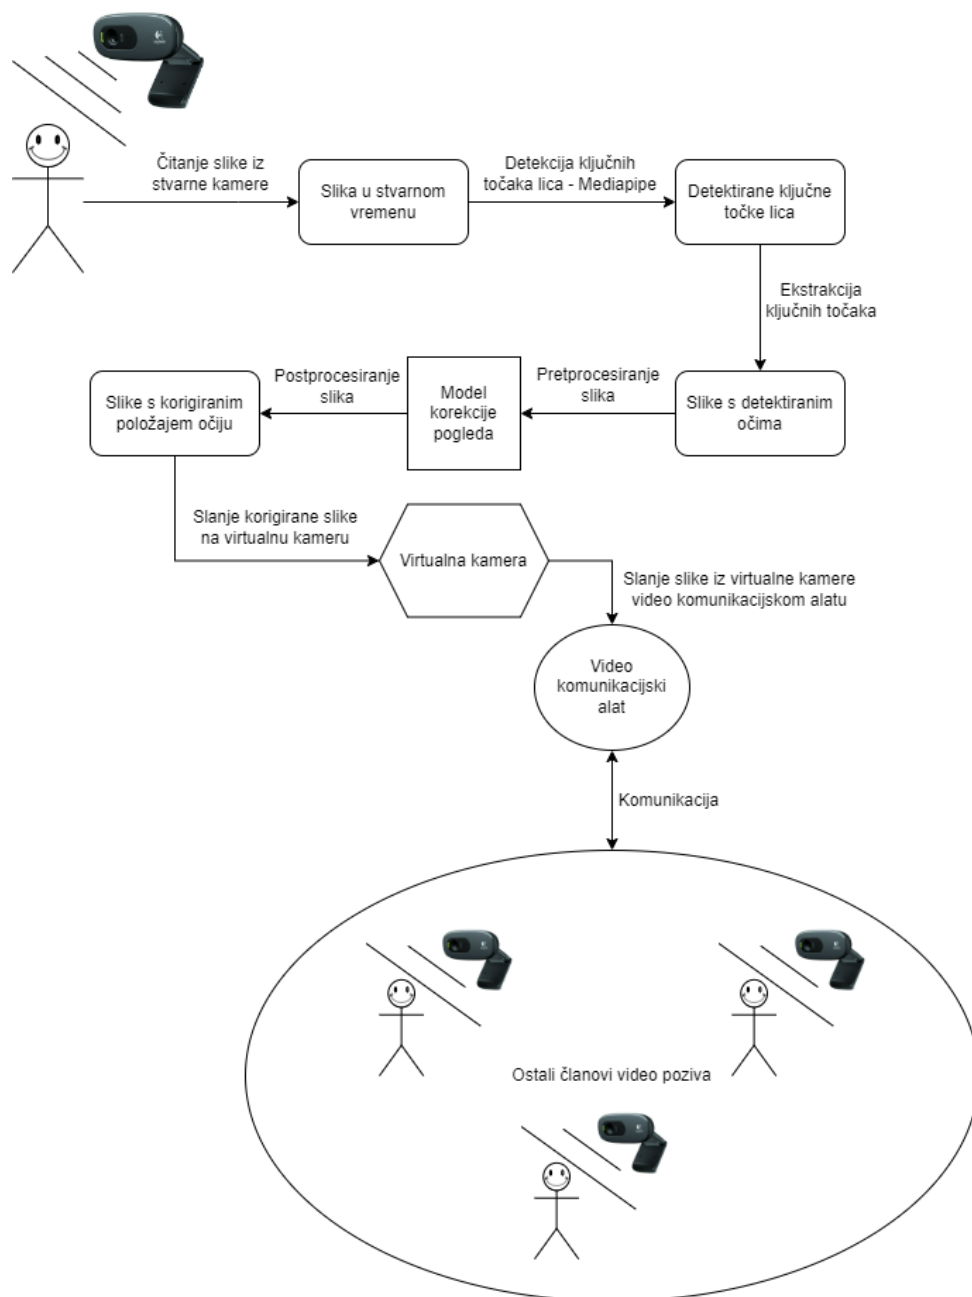 Čitanje slike iz
stvarne kamere
Slika u stvarnom
vremenu
Detekcija ključnih
točaka lica - Mediapipe
Detektirane ključne
točke lica
Ekstrakcija
ključnih točaka
Slike s detektiranim
očima
Pretprocesiranje
slika
Model
korekcije
pogleda
Postprocesiranje
slika
Slike s korigiranim
položajem očiju
Slanje korigirane slike
na virtualnu kameru
Virtualna kamera
Slanje slike iz virtualne kamere
video komunikacijskom alatu
Video
komunikacijski
alat
Komunikacija
Ostali članovi video poziva